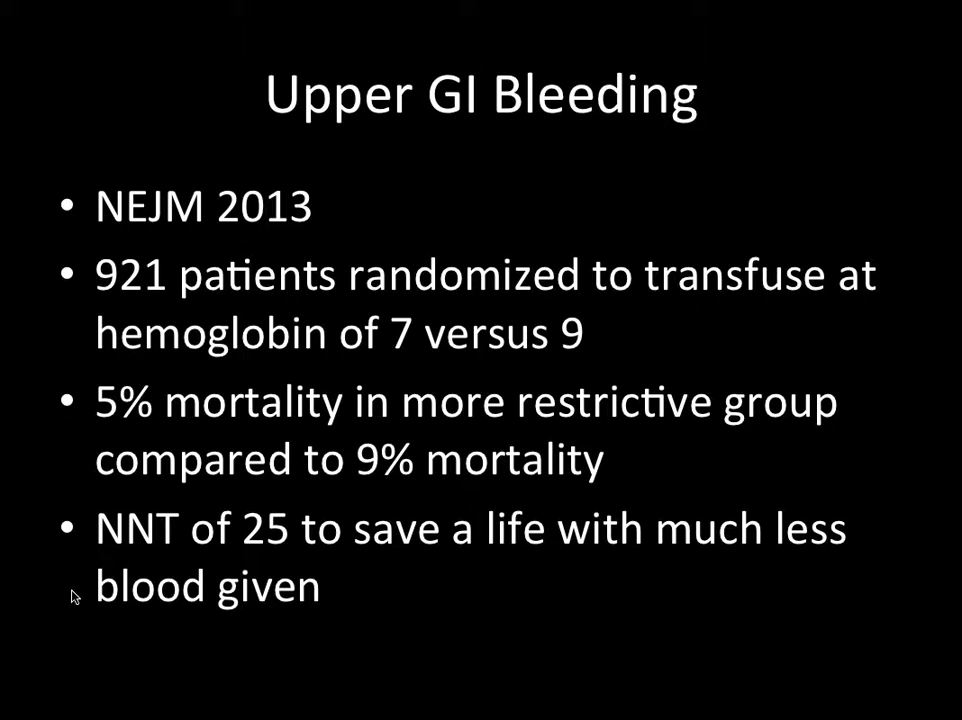 Upper GI Bleeding
• NEJM 2013
• 921 patients randomized to transfuse at
hemoglobin of 7 versus 9
• 5% mortality in more restrictive group
compared to 9% mortality
• NNT of 25 to save a life with much less
blood given